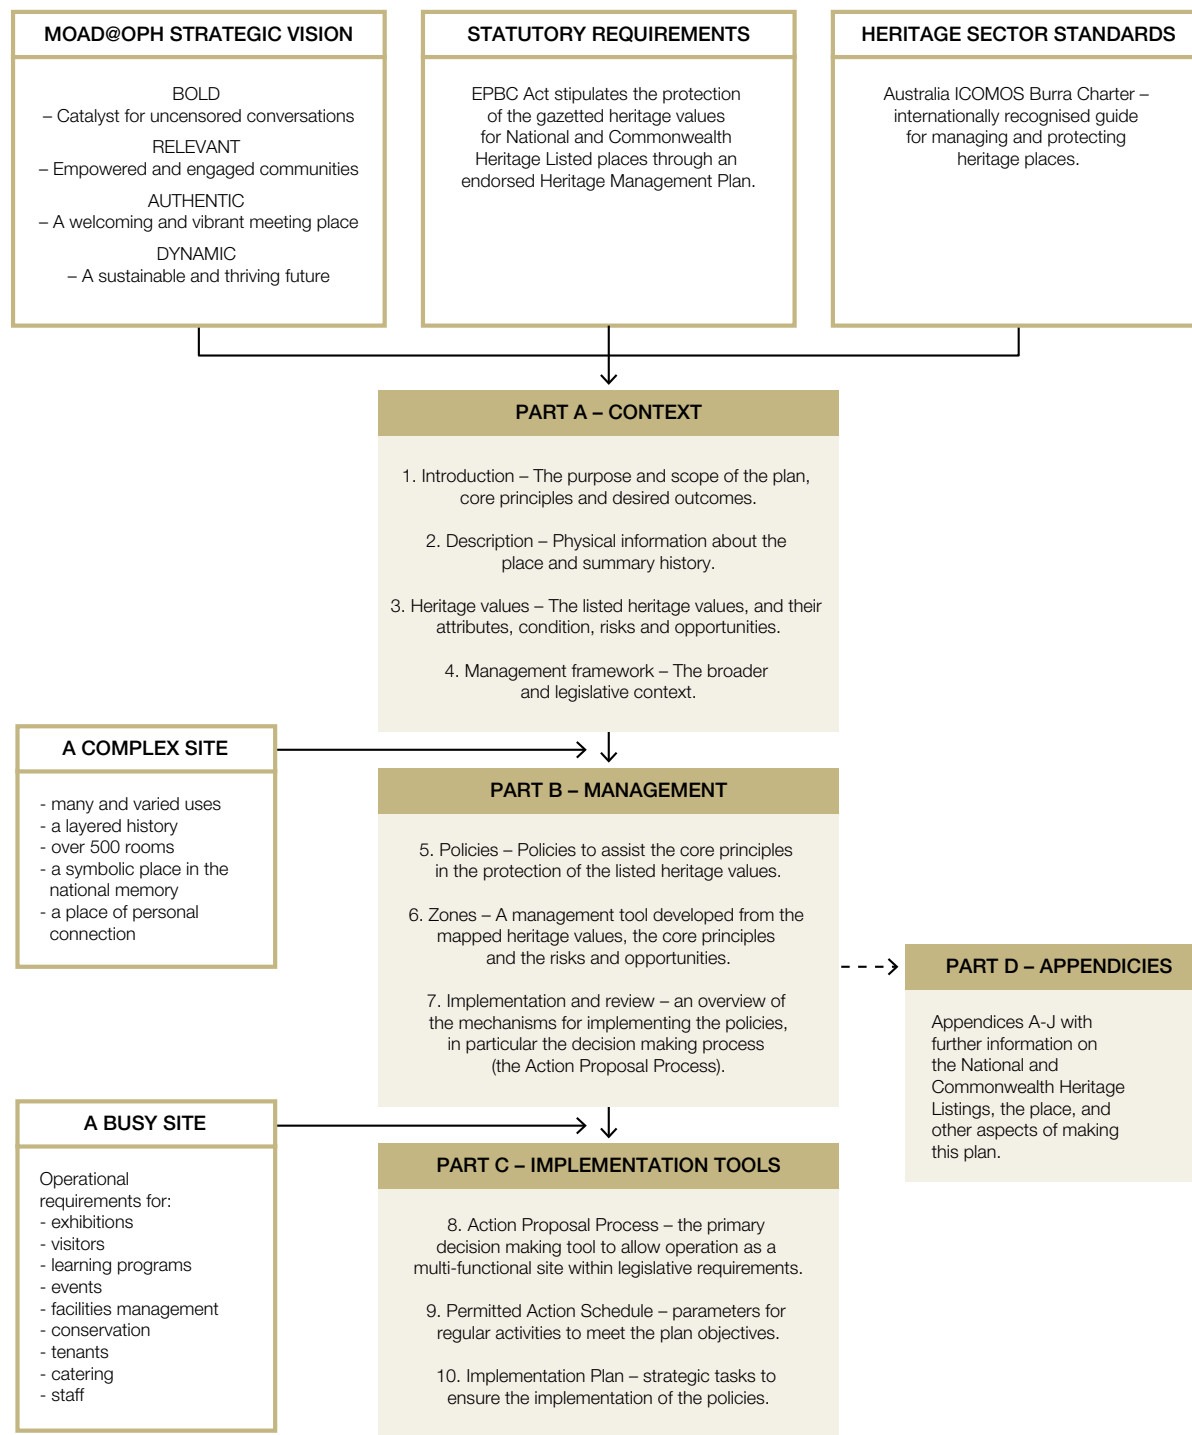 MOAD@OPH STRATEGIC VISION
BOLD
– Catalyst for uncensored conversations
RELEVANT
– Empowered and engaged communities
AUTHENTIC
– A welcoming and vibrant meeting place
DYNAMIC
– A sustainable and thriving future
STATUTORY REQUIREMENTS
EPBC Act stipulates the protection
of the gazetted heritage values
for National and Commonwealth
Heritage Listed places through an
endorsed Heritage Management Plan.
HERITAGE SECTOR STANDARDS
Australia ICOMOS Burra Charter –
internationally recognised guide
for managing and protecting
heritage places.
PART A – CONTEXT
1. Introduction – The purpose and scope of the plan,
core principles and desired outcomes.
2. Description – Physical information about the
place and summary history.
3. Heritage values – The listed heritage values, and their
attributes, condition, risks and opportunities.
4. Management framework – The broader
and legislative context.
A COMPLEX SITE
- many and varied uses
- a layered history
- over 500 rooms
- a symbolic place in the
national memory
- a place of personal
connection
PART B – MANAGEMENT
5. Policies – Policies to assist the core principles
in the protection of the listed heritage values.
6. Zones – A management tool developed from the
mapped heritage values, the core principles
and the risks and opportunities.
7. Implementation and review – an overview of
the mechanisms for implementing the policies,
in particular the decision making process
(the Action Proposal Process).
PART D – APPENDICIES
Appendices A-J with
further information on
the National and
Commonwealth Heritage
Listings, the place, and
other aspects of making
this plan.
A BUSY SITE
Operational
requirements for:
- exhibitions
- visitors
- learning programs
- events
- facilities management
- conservation
- tenants
- catering
- staff
PART C – IMPLEMENTATION TOOLS
8. Action Proposal Process – the primary
decision making tool to allow operation as a
multi-functional site within legislative requirements.
9. Permitted Action Schedule – parameters for
regular activities to meet the plan objectives.
10. Implementation Plan – strategic tasks to
ensure the implementation of the policies.